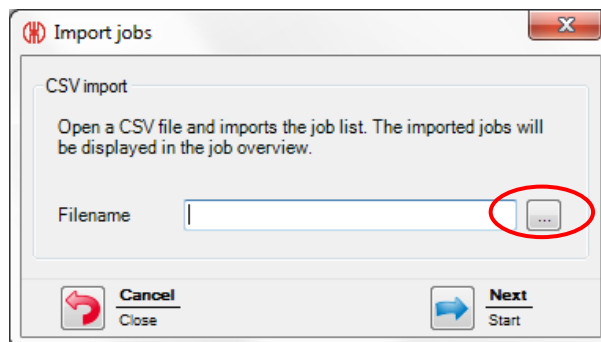 Import jobs
CSV import
Open a CSV file and imports the job list. The imported jobs will
be displayed in the job overview.
Filename
...
Cancel
Close
Next
Start